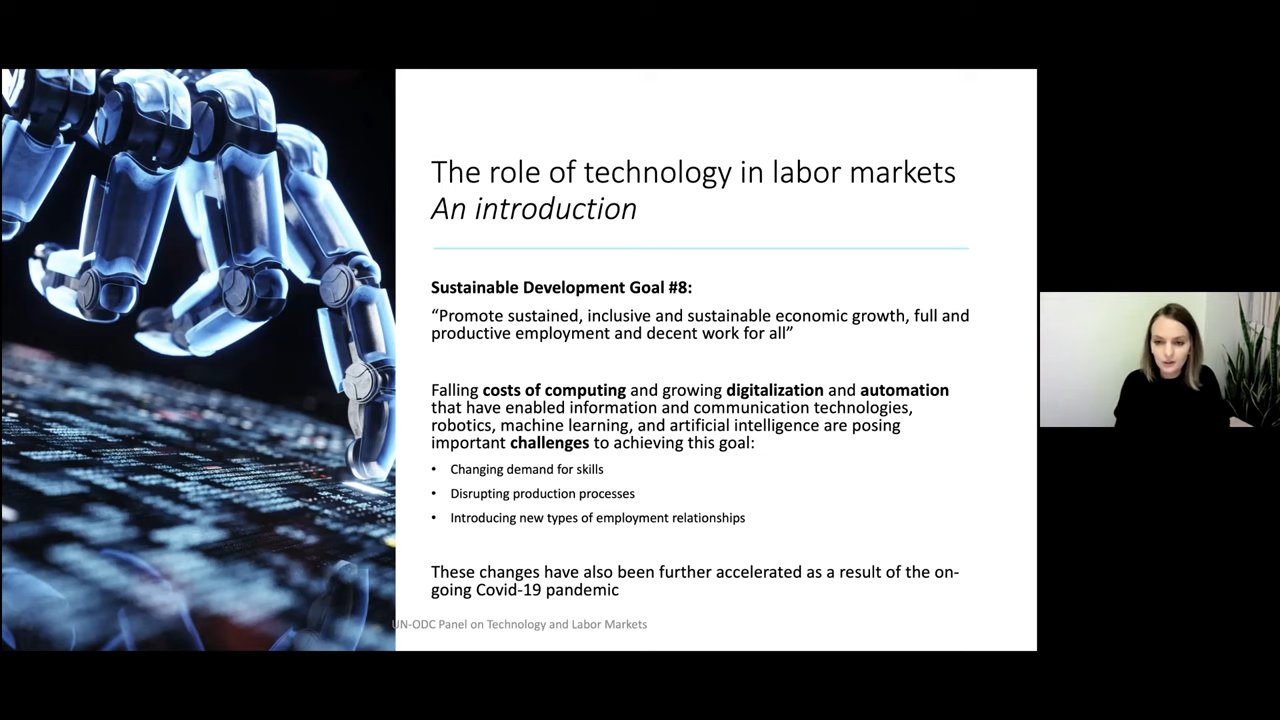 The role of technology in labor markets
An introduction
Sustainable Development Goal #8:
“Promote sustained, inclusive and sustainable economic growth, full and
productive employment and decent work for all”
Falling costs of computing and growing digitalization and automation
that have enabled information and communication technologies,
robotics, machine learning, and artificial intelligence are posing
important challenges to achieving this goal:
• Changing demand for skills
• Disrupting production processes
• Introducing new types of employment relationships
These changes have also been further accelerated as a result of the on-
going Covid-19 pandemic
UN-ODC Panel on Technology and Labor Markets